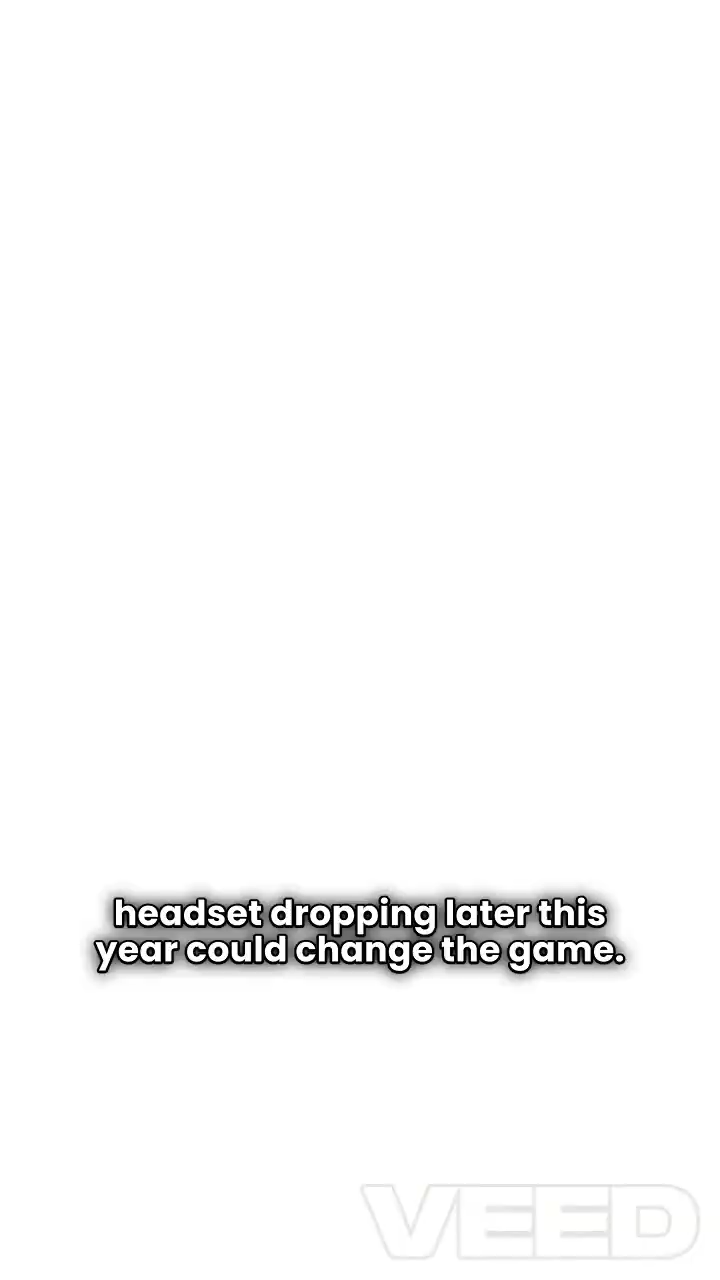 headset dropping later this
year could change the game.
VEED